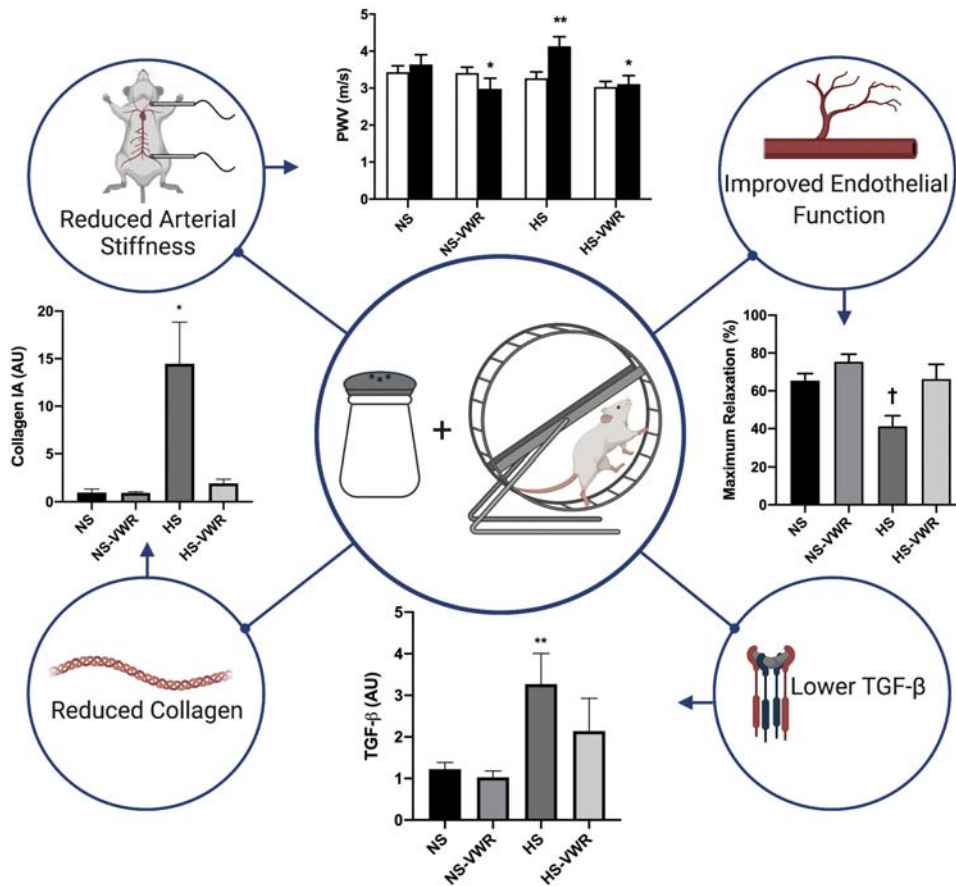 PWV (m/s)
5
4
3
2
1
0
*
**
*
NS
NS-VWR
HS
HS-VWR
Reduced Arterial
Stiffness
Improved Endothelial
Function
Collagen IA (AU)
20
15
10
5
0
*
NS
NS-VWR
HS
HS-VWR
+
Maximum Relaxation (%)
100
80
60
40
20
0
†
NS
NS-VWR
HS
HS-VWR
Reduced Collagen
TGF-β (AU)
5
4
3
2
1
0
**
NS
NS-VWR
HS
HS-VWR
Lower TGF-β